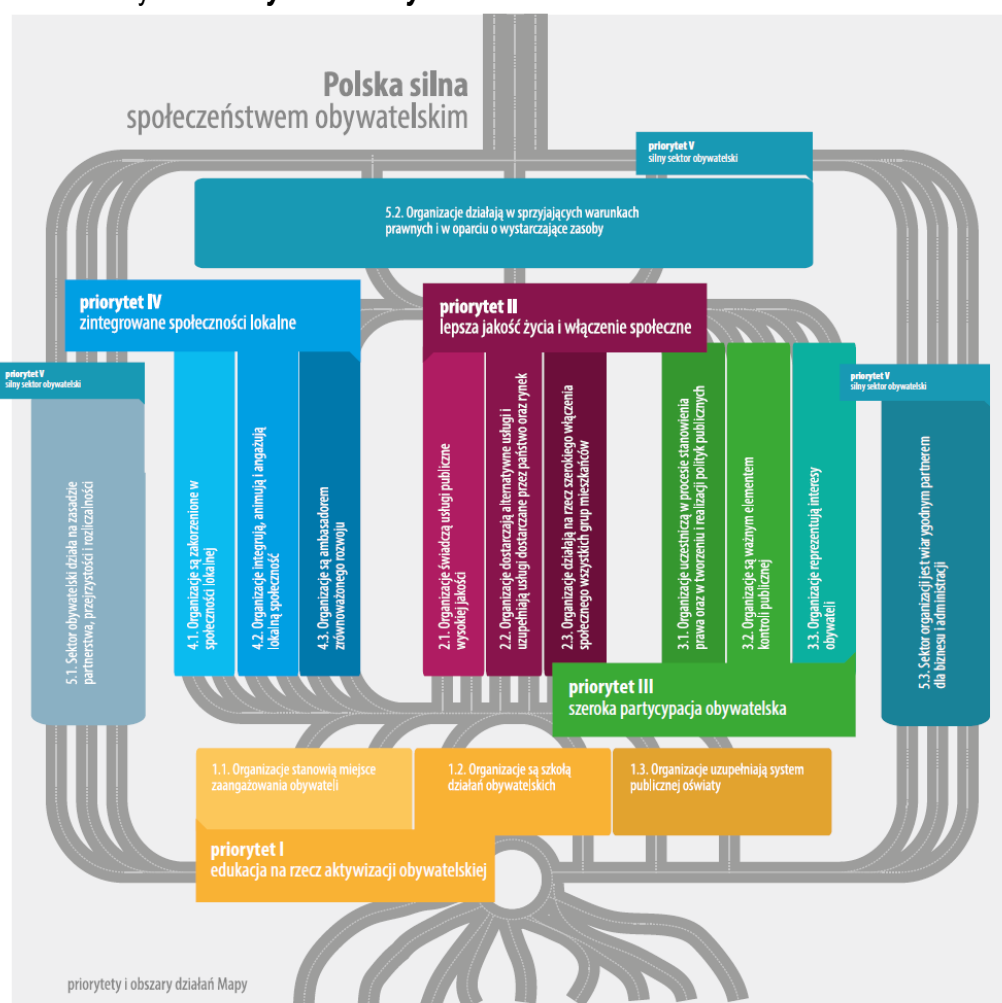 Polska silna
społeczeństwem obywatelskim
priorytet V
silny sektor obywatelski
5.2. Organizacje działają w sprzyjających warunkach
prawnych i w oparciu o wystarczające zasoby
priorytet IV
zintegrowane społeczności lokalne
priorytet II
lepsza jakość życia i włączenie społeczne
priorytet V
silny sektor obywatelski
priorytet V
silny sektor obywatelski
5.1. Sektor obywatelski działa na zasadzie
partnerstwa, przejrzystości i rozliczalności
4.1. Organizacje są zakorzenione w
społeczności lokalnej
4.2. Organizacje integrują, animują i angażują
lokalną społeczność
4.3. Organizacje są ambasadorem
zrównoważonego rozwoju
2.1. Organizacje świadczą usługi publiczne
wysokiej jakości
2.2. Organizacje dostarczają alternatywne usługi i
uzupełniają usługi dostarczane przez państwo oraz rynek
2.3. Organizacje działają na rzecz szerokiego włączenia
społecznego wszystkich grup mieszkańców
3.1. Organizacje uczestniczą w procesie stanowienia
prawa oraz w tworzeniu i realizacji polityk publicznych
3.2. Organizacje są ważnym elementem
kontroli publicznej
3.3. Organizacje reprezentują interesy
obywateli
5.3. Sektor organizacji jest wiarygodnym partnerem
dla biznesu i administracji
priorytet III
szeroka partycypacja obywatelska
1.1. Organizacje stanowią miejsce
zaangażowania obywateli
1.2. Organizacje są szkołą
działań obywatelskich
1.3. Organizacje uzupełniają system
publicznej oświaty
priorytet I
edukacja na rzecz aktywizacji obywatelskiej
priorytety i obszary działań Mapy